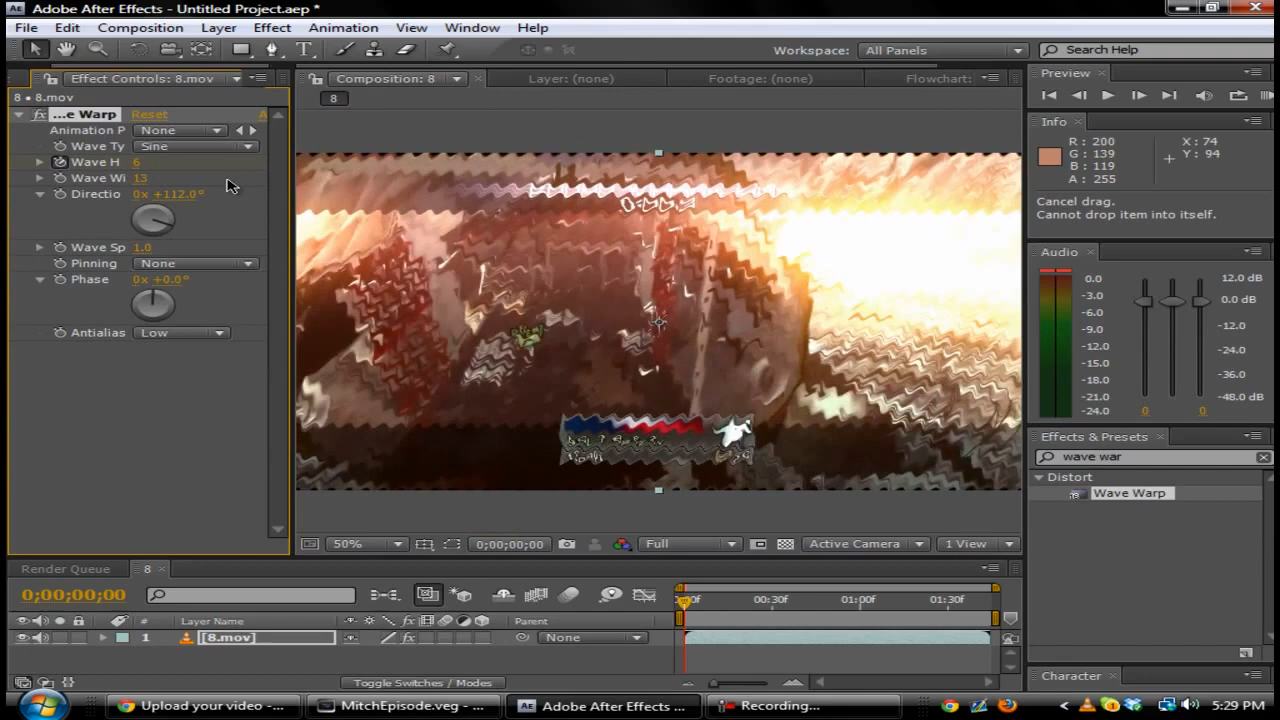 Adobe After Effects - Untitled Project.aep *
File Edit Composition Layer Effect Animation View Window Help
Workspace: All Panels
Search Help
Effect Controls: 8.mov
Composition: 8
Layer: (none)
Footage: (none)
Flowchart:
8 • 8.mov
8
fx ...e Warp Reset A
Animation P None
Wave Ty Sine
Wave H 6
Wave Wi 13
Directio 0x +112.0°
Wave Sp 1.0
Pinning None
Phase 0x +0.0°
Antialias Low
50%
0;00;00;00
Full
Active Camera
1 View
Preview
Info
R : 200
G : 139
B : 119
A : 255
X : 74
Y : 94
Cancel drag.
Cannot drop item into itself.
Audio
0.0
-3.0
-6.0
-9.0
-12.0
-15.0
-18.0
-21.0
-24.0
12.0 dB
0.0 dB
-12.0
-24.0
-36.0
-48.0 dB
0 0
Effects & Presets
wave war
Distort
Wave Warp
Character
Render Queue
8
0;00;00;00
:00f 00:30f 01:00f 01:30f
# Layer Name
fx
Parent
1 [8.mov]
fx
None
Toggle Switches / Modes
Upload your video -...
MitchEpisode.veg - ...
Adobe After Effects ...
Recording...
5:29 PM